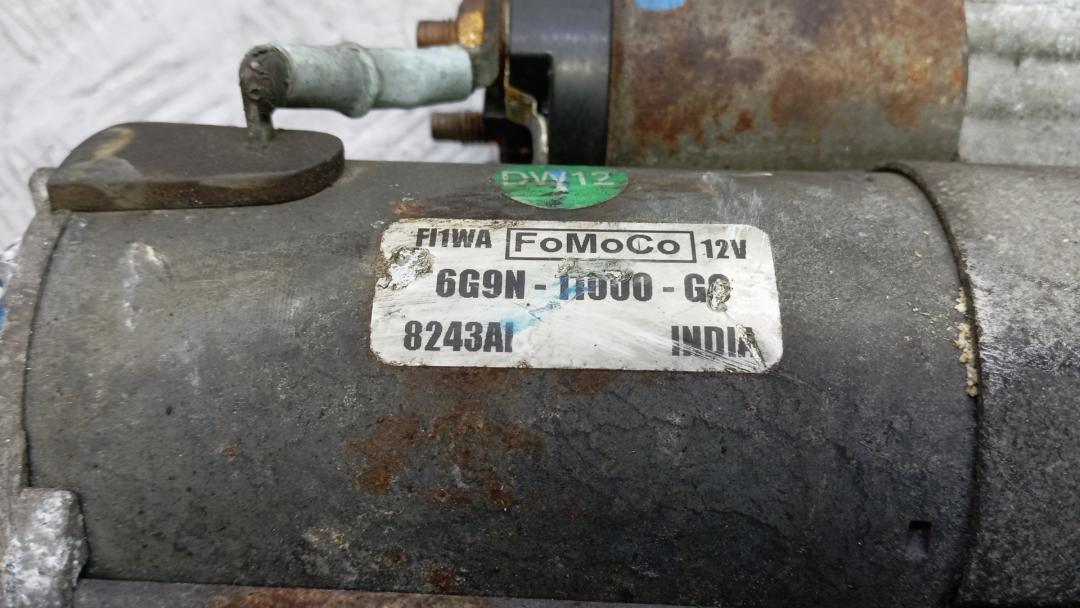 DW12
FI1WA FoMoCo 12V
6G9N - 11000 -
8243AI INDIA